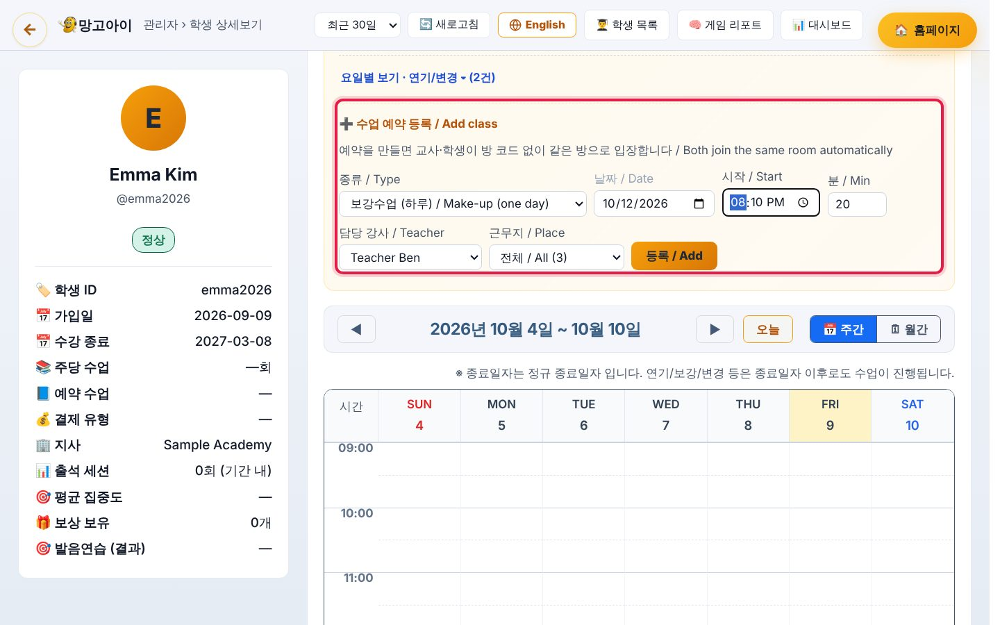 망고아이 관리자 › 학생 상세보기 최근 30일 새로고침 English 학생 목록 게임 리포트 대시보드 홈페이지
E
Emma Kim
@emma2026
정상
학생 ID emma2026
가입일 2026-09-09
수강 종료 2027-03-08
주당 수업 —회
예약 수업 —
결제 유형 —
지사 Sample Academy
출석 세션 0회 (기간 내)
평균 집중도 —
보상 보유 0개
발음연습 (결과) —
요일별 보기 · 연기/변경 (2건)
수업 예약 등록 / Add class
예약을 만들면 교사·학생이 방 코드 없이 같은 방으로 입장합니다 / Both join the same room automatically
종류 / Type 날짜 / Date 시작 / Start 분 / Min
보강수업 (하루) / Make-up (one day) 10/12/2026 08:10 PM 20
담당 강사 / Teacher 근무지 / Place
Teacher Ben 전체 / All (3) 등록 / Add
2026년 10월 4일 ~ 10월 10일 오늘 주간 월간
※ 종료일자는 정규 종료일자 입니다. 연기/보강/변경 등은 종료일자 이후로도 수업이 진행됩니다.
시간 SUN MON TUE WED THU FRI SAT
4 5 6 7 8 9 10
09:00
10:00
11:00